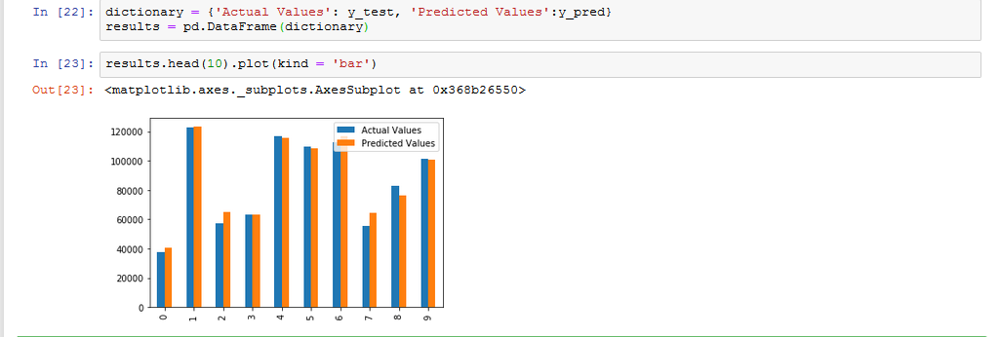 In [22]: dictionary = {'Actual Values': y_test, 'Predicted Values':y_pred}
results = pd.DataFrame(dictionary)
In [23]: results.head(10).plot(kind = 'bar')
Out[23]: <matplotlib.axes._subplots.AxesSubplot at 0x368b26550>
Actual Values
Predicted Values
120000
100000
80000
60000
40000
20000
0
0 1 2 3 4 5 6 7 8 9